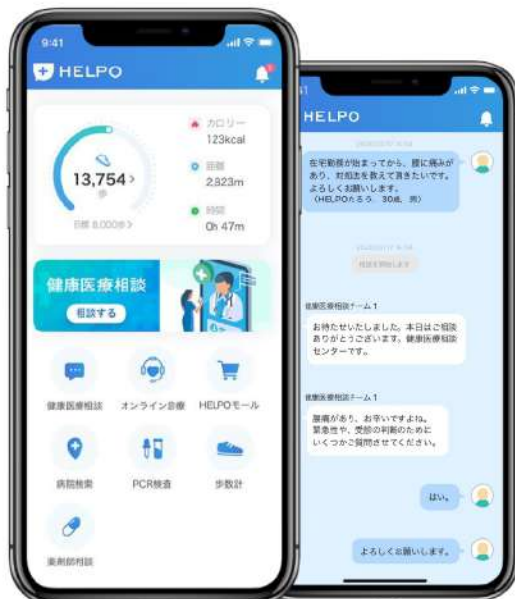 9:41
HELPO
カロリー
123kcal
距離
2,323m
時間
0h 47m
13,754 >
歩
目標 8,000歩 >
健康医療相談
相談する
健康医療相談
オンライン診療
HELPOモール
病院検索
PCR検査
歩数計
薬剤師相談
HELPO
在宅勤務が始まってから、腰に痛みが
あり、対処法を教えて頂きたいです。
よろしくお願いします。
(HELPOたろう、30歳、男)
相談を開始します
健康医療相談チーム 1
お待たせいたしました。本日はご相談
ありがとうございます。健康医療相談
センターです。
健康医療相談チーム 1
腰痛があり、お辛いですよね。
緊急性や、受診の判断のために
いくつかご質問させてください。
はい。
よろしくお願いします。